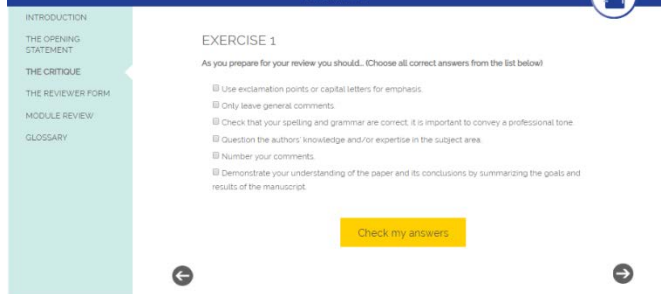 INTRODUCTION
THE OPENING
STATEMENT
THE CRITIQUE
THE REVIEWER FORM
MODULE REVIEW
GLOSSARY
EXERCISE 1
As you prepare for your review you should... (Choose all correct answers from the list below)
Use exclamation points or capital letters for emphasis.
Only leave general comments.
Check that your spelling and grammar are correct; it is important to convey a professional tone.
Question the authors' knowledge and/or expertise in the subject area.
Number your comments.
Demonstrate your understanding of the paper and its conclusions by summarizing the goals and
results of the manuscript.
Check my answers